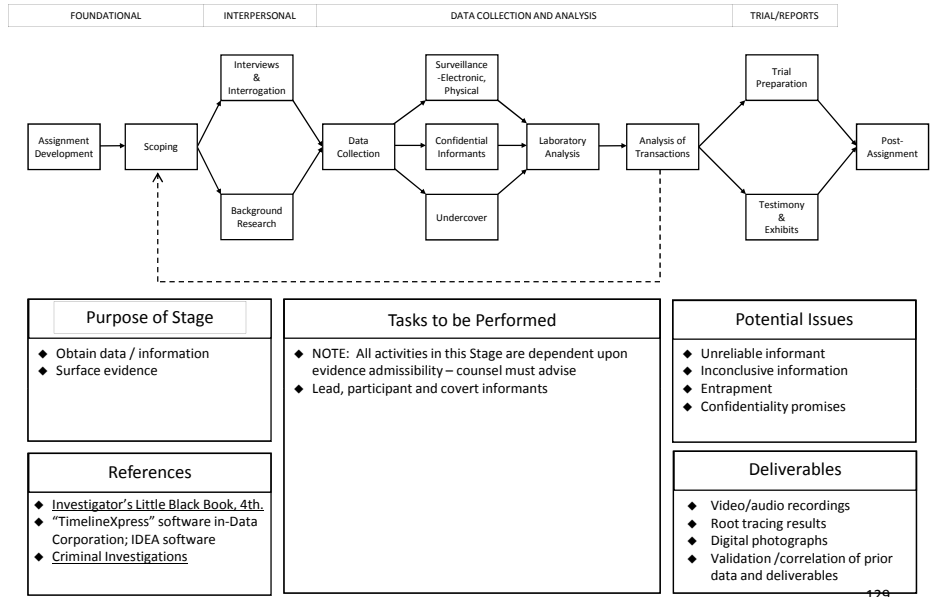 FOUNDATIONAL INTERPERSONAL DATA COLLECTION AND ANALYSIS TRIAL/REPORTS
Interviews
&
Interrogation
Surveillance
-Electronic,
Physical
Trial
Preparation
Assignment
Development
Scoping
Data
Collection
Confidential
Informants
Laboratory
Analysis
Analysis of
Transactions
Post-
Assignment
Background
Research
Undercover
Testimony
&
Exhibits
Purpose of Stage
◆ Obtain data / information
◆ Surface evidence
Tasks to be Performed
◆ NOTE: All activities in this Stage are dependent upon
evidence admissibility – counsel must advise
◆ Lead, participant and covert informants
Potential Issues
◆ Unreliable informant
◆ Inconclusive information
◆ Entrapment
◆ Confidentiality promises
References
◆ Investigator's Little Black Book, 4th.
◆ "TimelineXpress" software in-Data
Corporation; IDEA software
◆ Criminal Investigations
Deliverables
◆ Video/audio recordings
◆ Root tracing results
◆ Digital photographs
◆ Validation /correlation of prior
data and deliverables
129